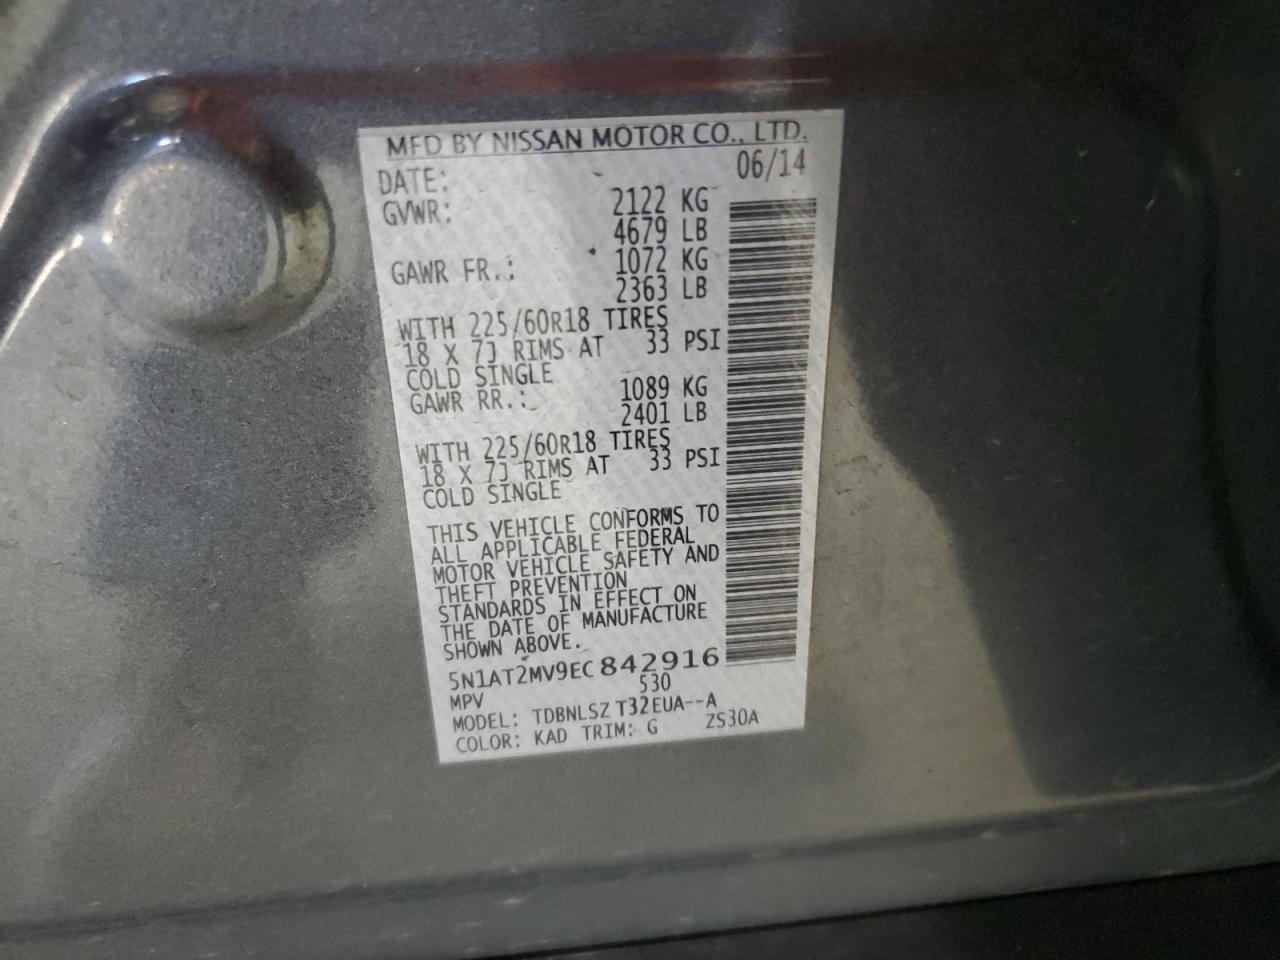 MFD BY NISSAN MOTOR CO., LTD.
DATE: 06/14
GVWR: 2122 KG
4679 LB
GAWR FR.: 1072 KG
2363 LB
WITH 225/60R18 TIRES
18 X 7J RIMS AT 33 PSI
COLD SINGLE
GAWR RR.: 1089 KG
2401 LB
WITH 225/60R18 TIRES
18 X 7J RIMS AT 33 PSI
COLD SINGLE
THIS VEHICLE CONFORMS TO
ALL APPLICABLE FEDERAL
MOTOR VEHICLE SAFETY AND
THEFT PREVENTION
STANDARDS IN EFFECT ON
THE DATE OF MANUFACTURE
SHOWN ABOVE.
5N1AT2MV9EC842916
MPV 530
MODEL: TDBNLSZ T32EUA--A
COLOR: KAD TRIM: G ZS30A